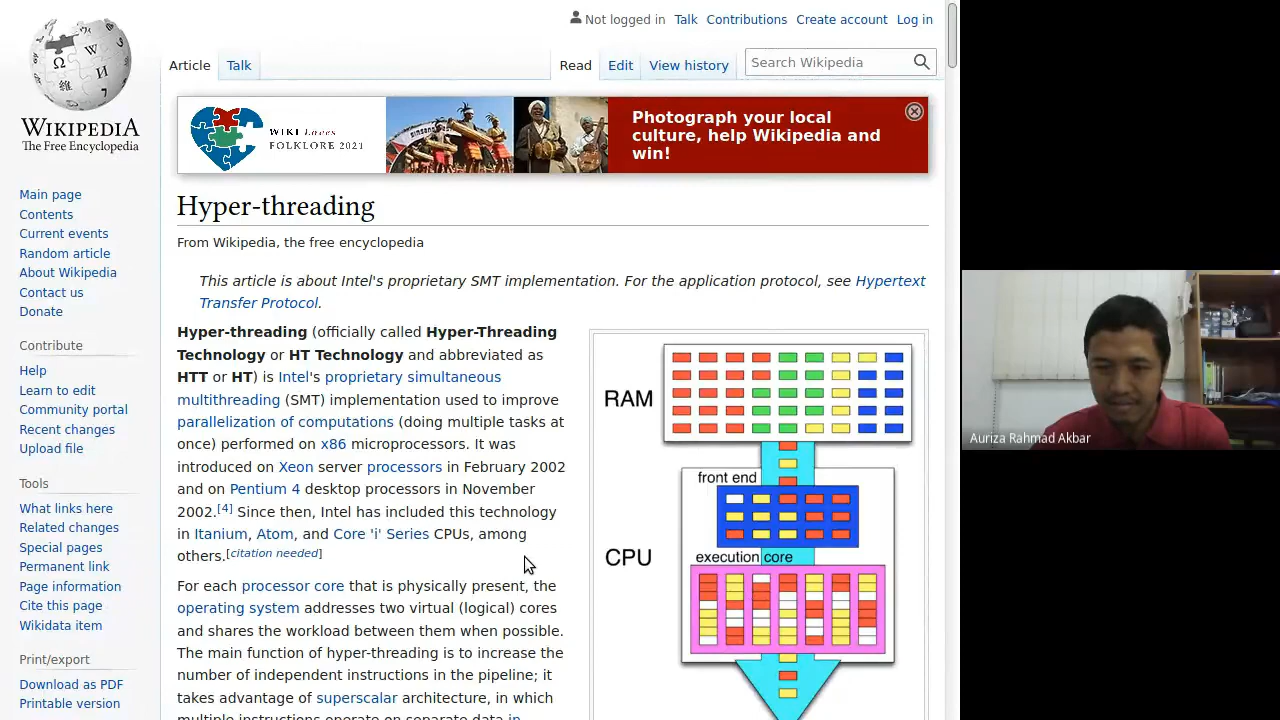 Not logged in Talk Contributions Create account Log in
Article Talk Read Edit View history Search Wikipedia
WIKIPEDIA
The Free Encyclopedia
WIKI Loves
FOLKLORE 2021
Photograph your local
culture, help Wikipedia and
win!
Main page
Contents
Current events
Random article
About Wikipedia
Contact us
Donate
Contribute
Help
Learn to edit
Community portal
Recent changes
Upload file
Tools
What links here
Related changes
Special pages
Permanent link
Page information
Cite this page
Wikidata item
Print/export
Download as PDF
Printable version
Hyper-threading
From Wikipedia, the free encyclopedia
This article is about Intel's proprietary SMT implementation. For the application protocol, see Hypertext
Transfer Protocol.
Hyper-threading (officially called Hyper-Threading
Technology or HT Technology and abbreviated as
HTT or HT) is Intel's proprietary simultaneous
multithreading (SMT) implementation used to improve
parallelization of computations (doing multiple tasks at
once) performed on x86 microprocessors. It was
introduced on Xeon server processors in February 2002
and on Pentium 4 desktop processors in November
2002.[4] Since then, Intel has included this technology
in Itanium, Atom, and Core 'i' Series CPUs, among
others.[citation needed]
For each processor core that is physically present, the
operating system addresses two virtual (logical) cores
and shares the workload between them when possible.
The main function of hyper-threading is to increase the
number of independent instructions in the pipeline; it
takes advantage of superscalar architecture, in which
multiple instructions operate on separate data in
RAM
front end
CPU
execution core
Auriza Rahmad Akbar